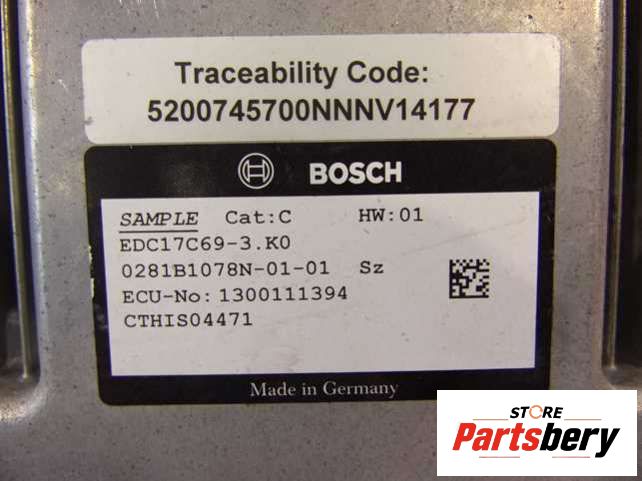 Traceability Code:
5200745700NNNV14177
BOSCH
SAMPLE Cat:C HW:01
EDC17C69-3.K0
0281B1078N-01-01 Sz
ECU-No:1300111394
CTHIS04471
Made in Germany
STORE
Partsbery